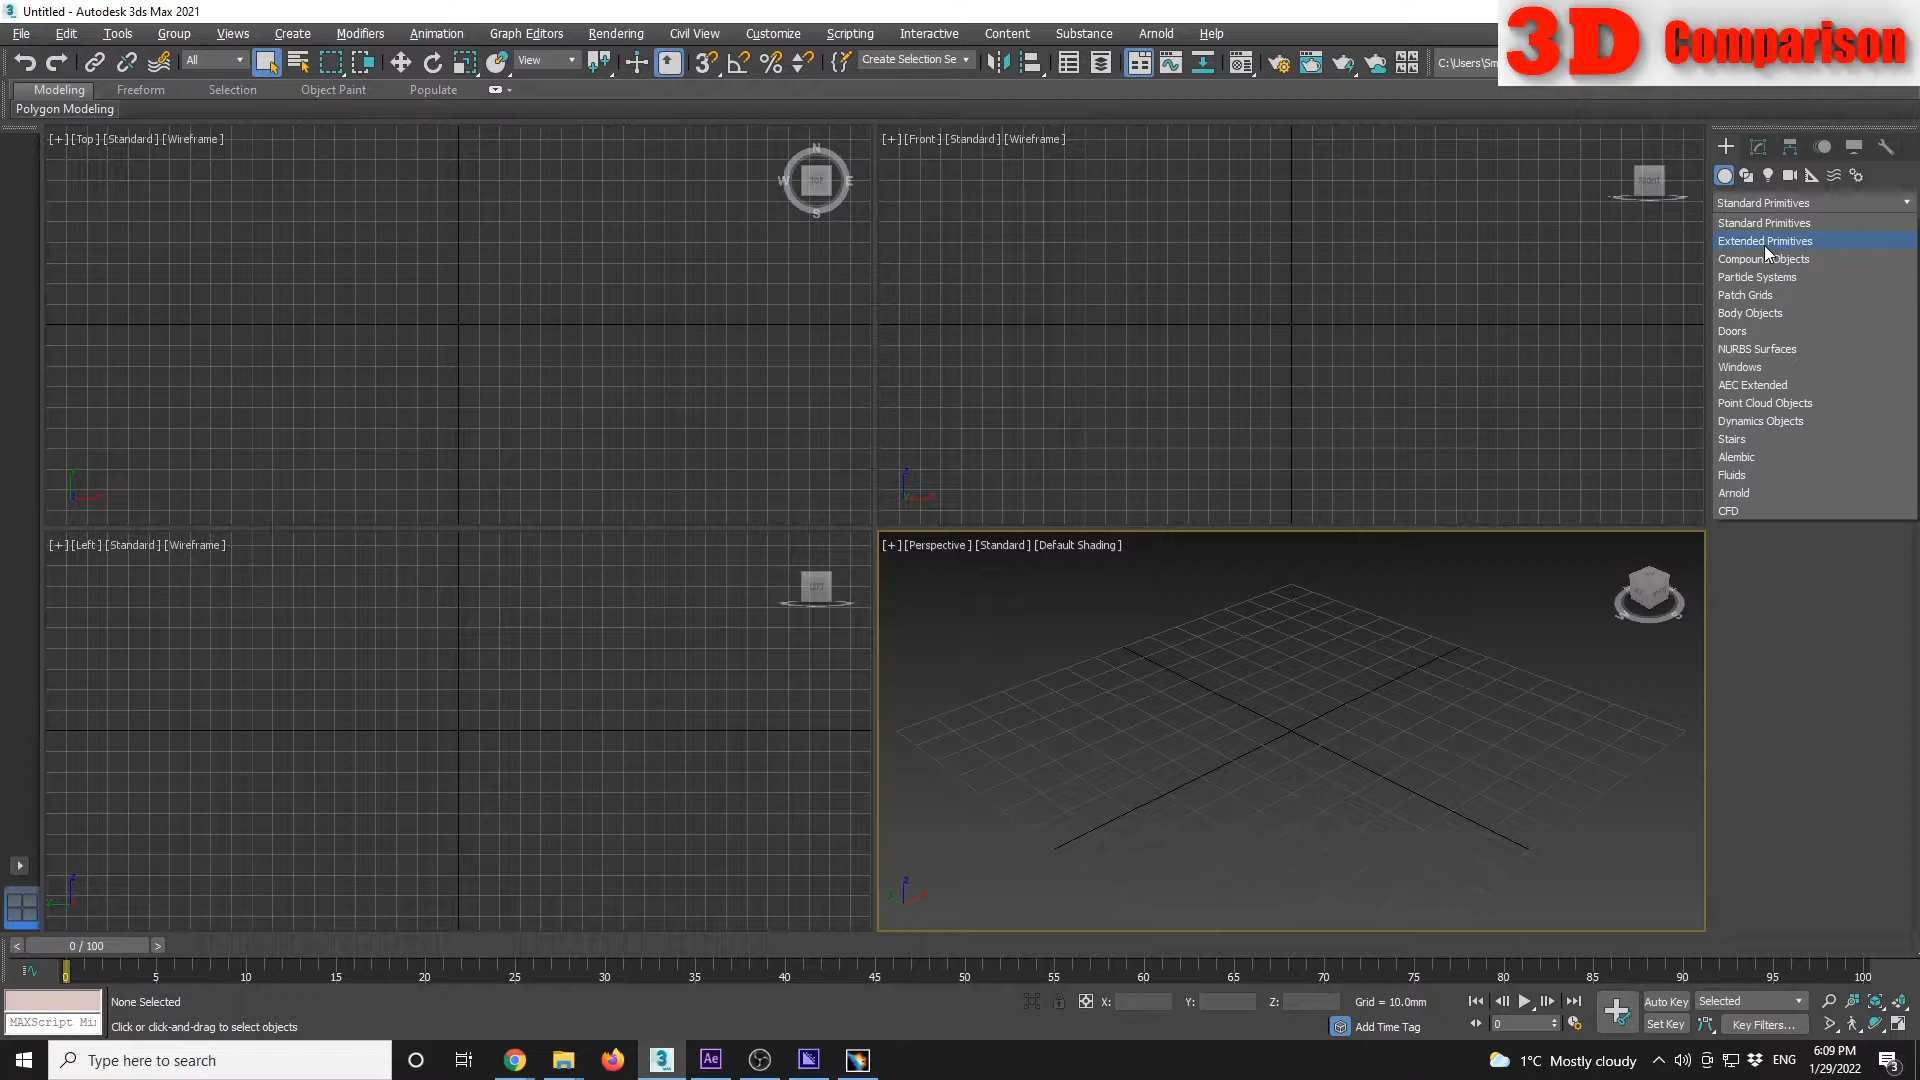 Untitled - Autodesk 3ds Max 2021
3D Comparison
File Edit Tools Group Views Create Modifiers Animation Graph Editors Rendering Civil View Customize Scripting Interactive Content Substance Arnold Help
All View Create Selection Se C:\Users\Sm
Modeling Freeform Selection Object Paint Populate
Polygon Modeling
[+] [Top] [Standard] [Wireframe]
[+] [Front] [Standard] [Wireframe]
N
W TOP E
S
FRONT
Standard Primitives
Standard Primitives
Extended Primitives
Compound Objects
Particle Systems
Patch Grids
Body Objects
Doors
NURBS Surfaces
Windows
AEC Extended
Point Cloud Objects
Dynamics Objects
Stairs
Alembic
Fluids
Arnold
CFD
[+] [Left] [Standard] [Wireframe]
LEFT
[+] [Perspective] [Standard] [Default Shading]
< 0 / 100 >
0 5 10 15 20 25 30 35 40 45 50 55 60 65 70 75 80 85 90 95 100
None Selected
X: Y: Z: Grid = 10.0mm
Auto Key Selected
MAXScript Mi
Click or click-and-drag to select objects
Add Time Tag
0
Set Key Key Filters...
Type here to search
Ae
1°C Mostly cloudy
ENG
6:09 PM
1/29/2022
3